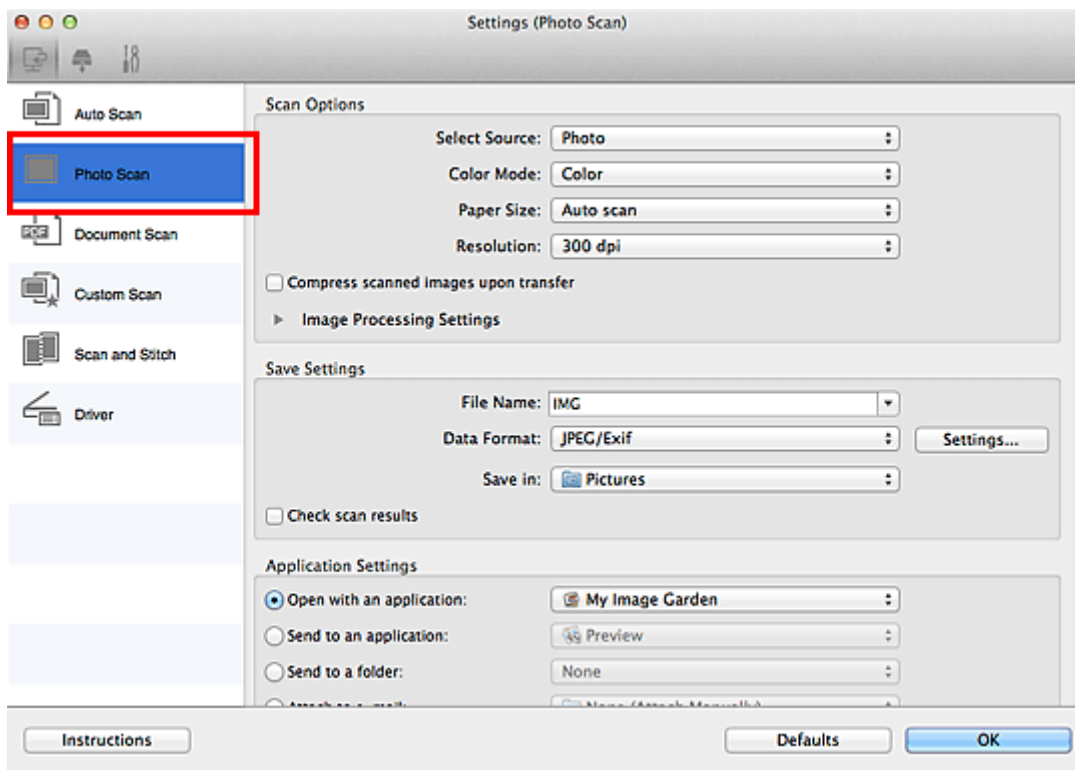 Settings (Photo Scan)
Auto Scan
Photo Scan
PDF
Document Scan
Custom Scan
Scan and Stitch
Driver
Scan Options
Select Source: Photo
Color Mode: Color
Paper Size: Auto scan
Resolution: 300 dpi
Compress scanned images upon transfer
Image Processing Settings
Save Settings
File Name: IMG
Data Format: JPEG/Exif Settings...
Save in: Pictures
Check scan results
Application Settings
Open with an application: My Image Garden
Send to an application: Preview
Send to a folder: None
Instructions Defaults OK